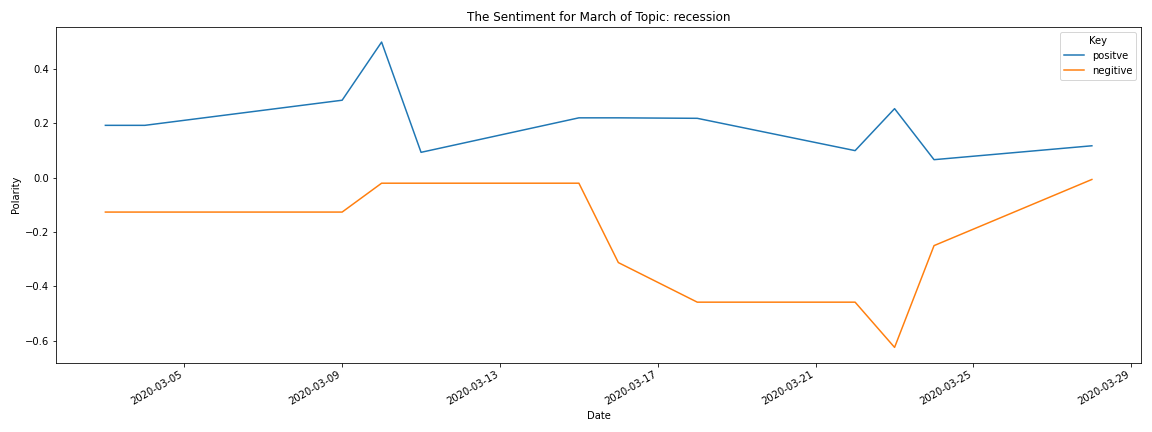 The Sentiment for March of Topic: recession
Key
positve
negitive
0.4
0.2
0.0
−0.2
−0.4
−0.6
Polarity
2020-03-05
2020-03-09
2020-03-13
2020-03-17
2020-03-21
2020-03-25
2020-03-29
Date